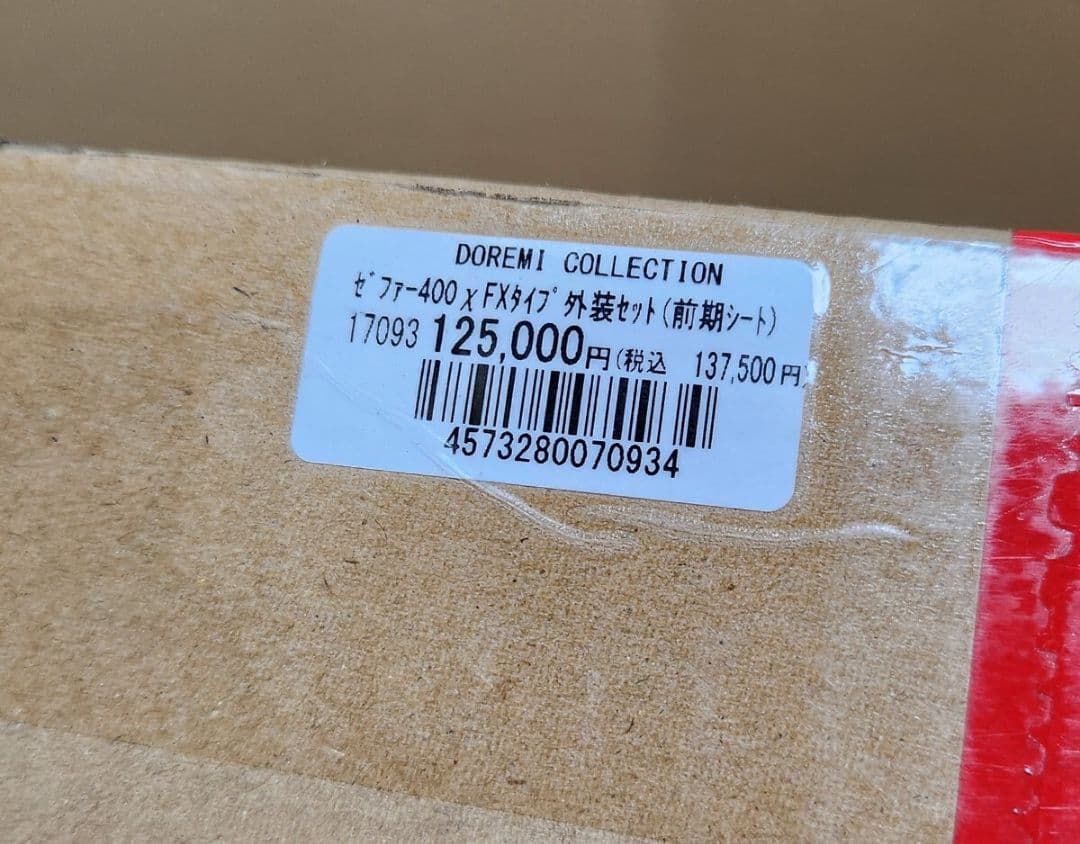 DOREMI COLLECTION
ｾﾞﾌｧｰ400χFXﾀｲﾌﾟ外装ｾｯﾄ(前期ｼｰﾄ)
17093 125,000円(税込 137,500円)
4573280070934